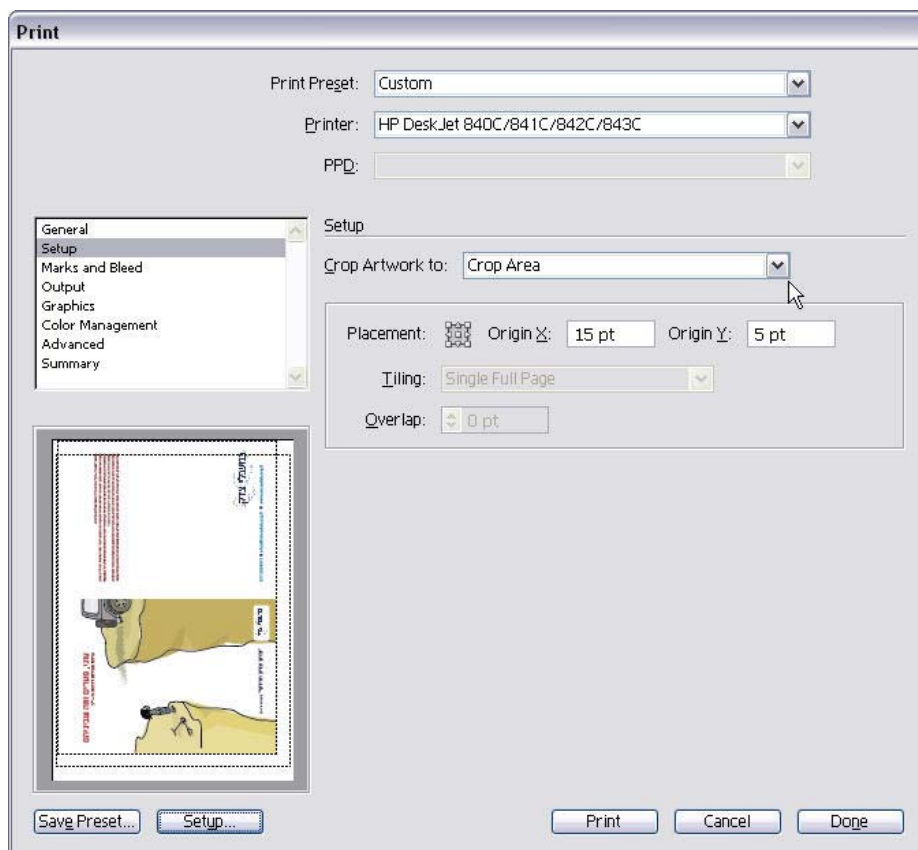 Print
Print Preset: Custom
Printer: HP DeskJet 840C/841C/842C/843C
PPD:
General
Setup
Marks and Bleed
Output
Graphics
Color Management
Advanced
Summary
Setup
Crop Artwork to: Crop Area
Placement: Origin X: 15 pt Origin Y: 5 pt
Tiling: Single Full Page
Overlap: 0 pt
Save Preset... Setup... Print Cancel Done